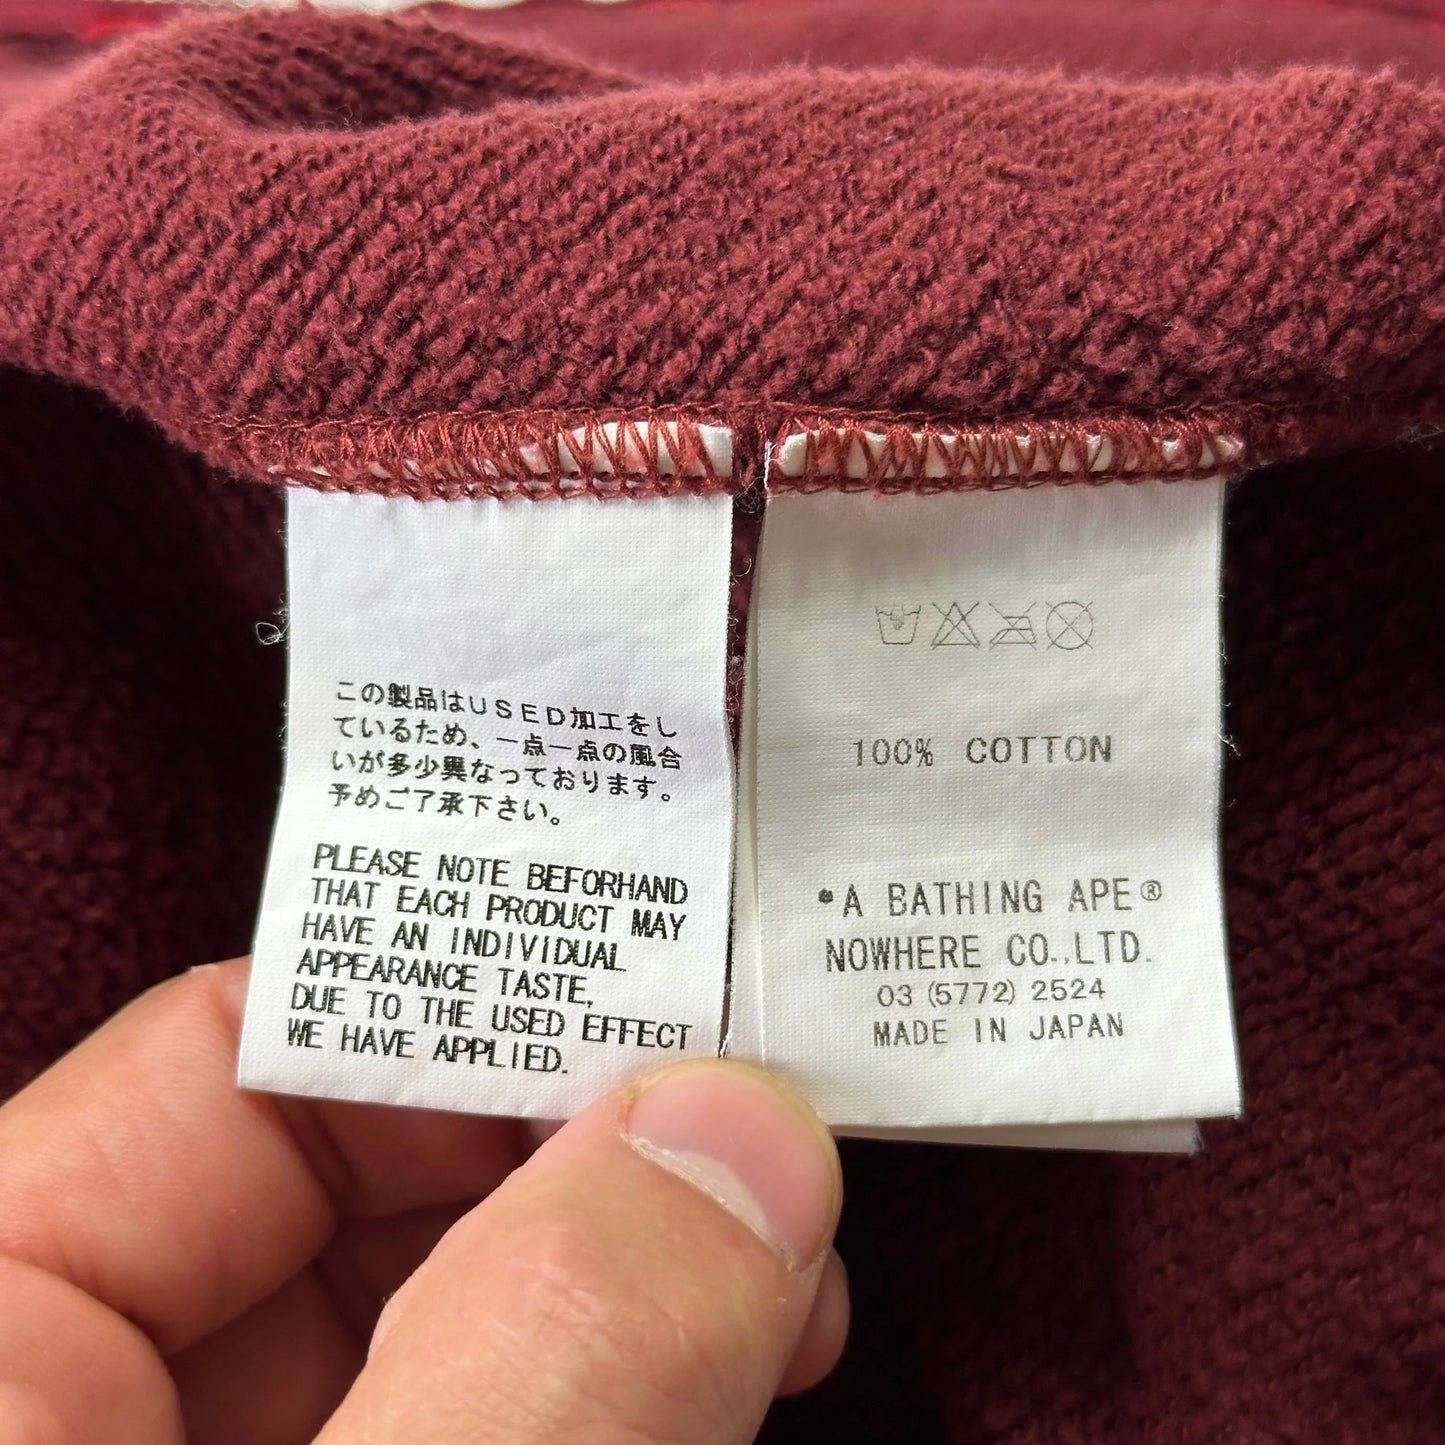 この製品はUSED加工をし
ているため、一点一点の風合
いが多少異なっております。
予めご了承下さい。
PLEASE NOTE BEFORHAND
THAT EACH PRODUCT MAY
HAVE AN INDIVIDUAL
APPEARANCE TASTE,
DUE TO THE USED EFFECT
WE HAVE APPLIED.
100% COTTON
*A BATHING APE®
NOWHERE CO.,LTD.
03 (5772) 2524
MADE IN JAPAN